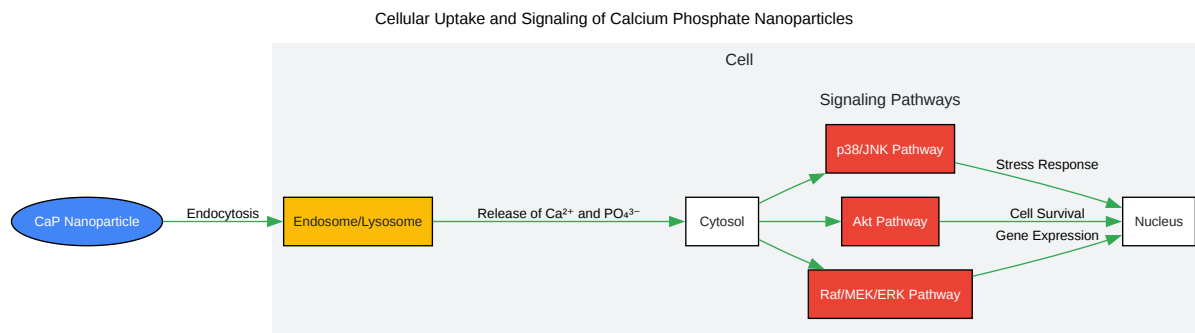 Cellular Uptake and Signaling of Calcium Phosphate Nanoparticles
Cell
Signaling Pathways
p38/JNK Pathway
Stress Response
CaP Nanoparticle
Endocytosis
Endosome/Lysosome
Release of Ca²⁺ and PO₄³⁻
Cytosol
Akt Pathway
Cell Survival
Nucleus
Gene Expression
Raf/MEK/ERK Pathway